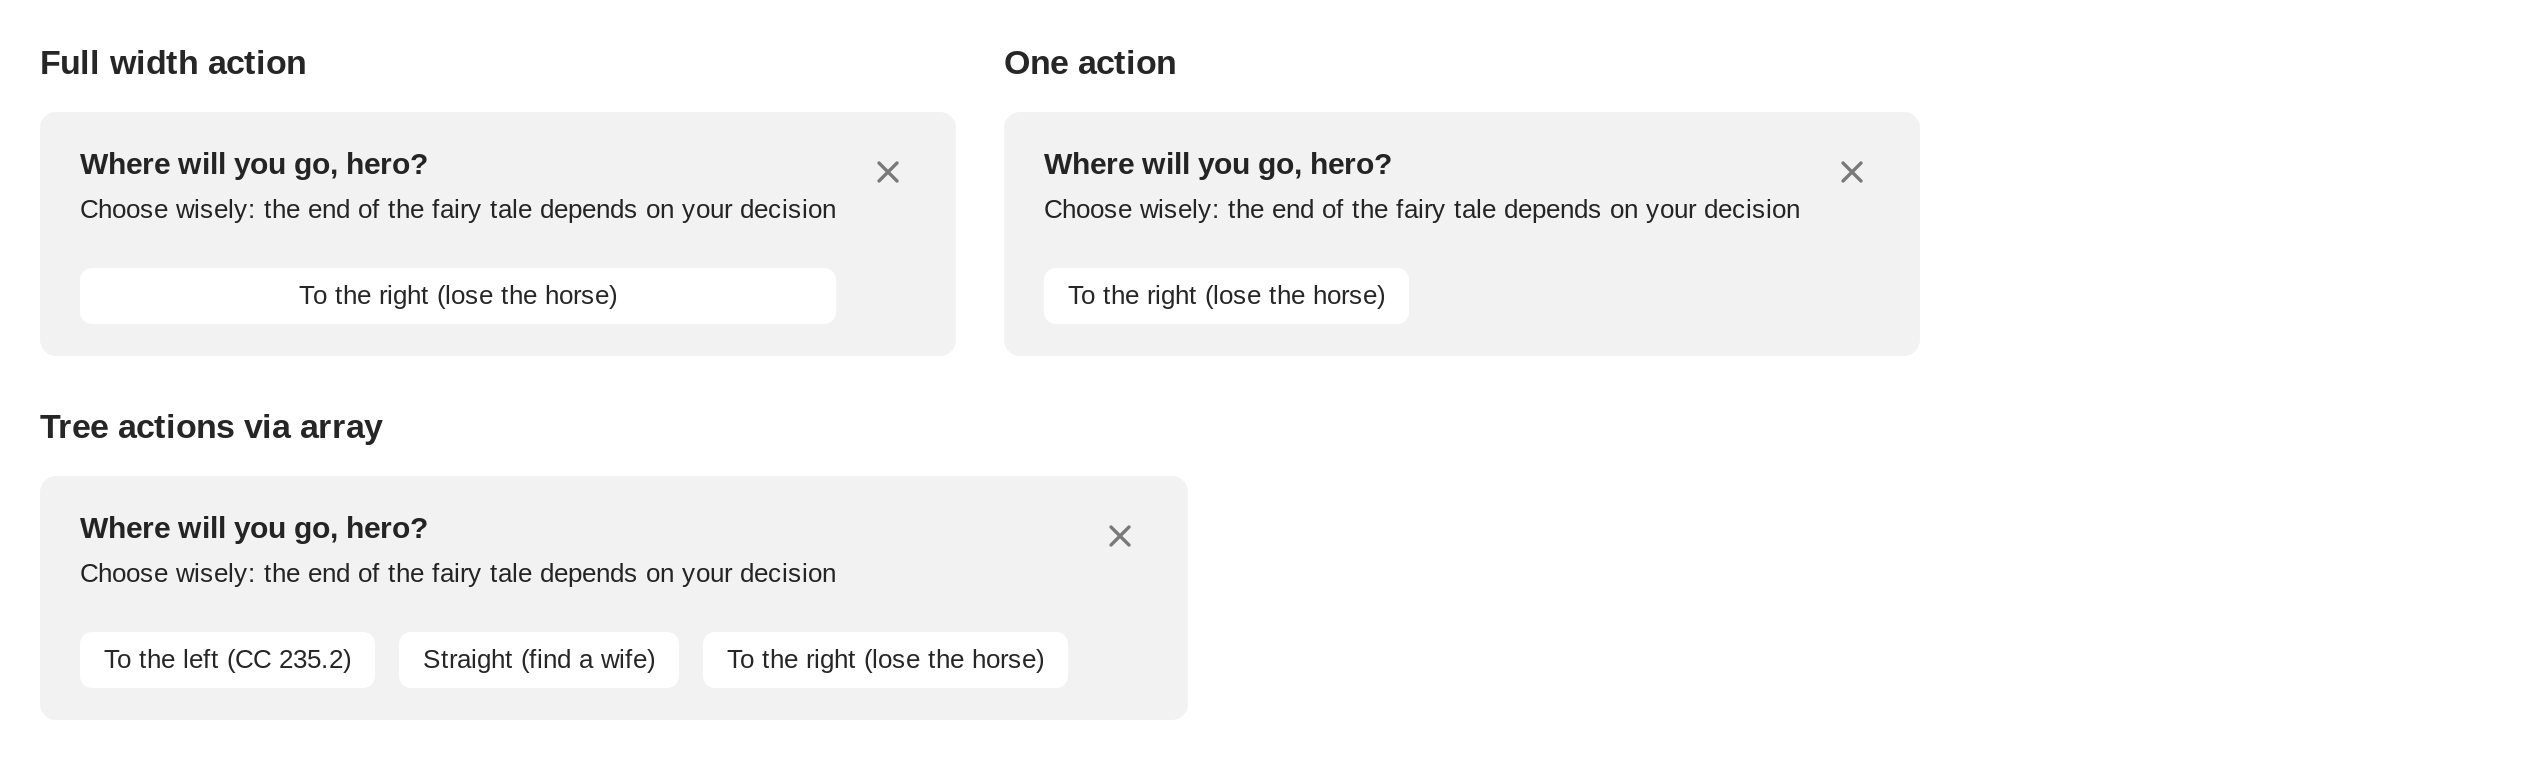 Full width action
Where will you go, hero?
Choose wisely: the end of the fairy tale depends on your decision
To the right (lose the horse)
One action
Where will you go, hero?
Choose wisely: the end of the fairy tale depends on your decision
To the right (lose the horse)
Tree actions via array
Where will you go, hero?
Choose wisely: the end of the fairy tale depends on your decision
To the left (CC 235.2)
Straight (find a wife)
To the right (lose the horse)